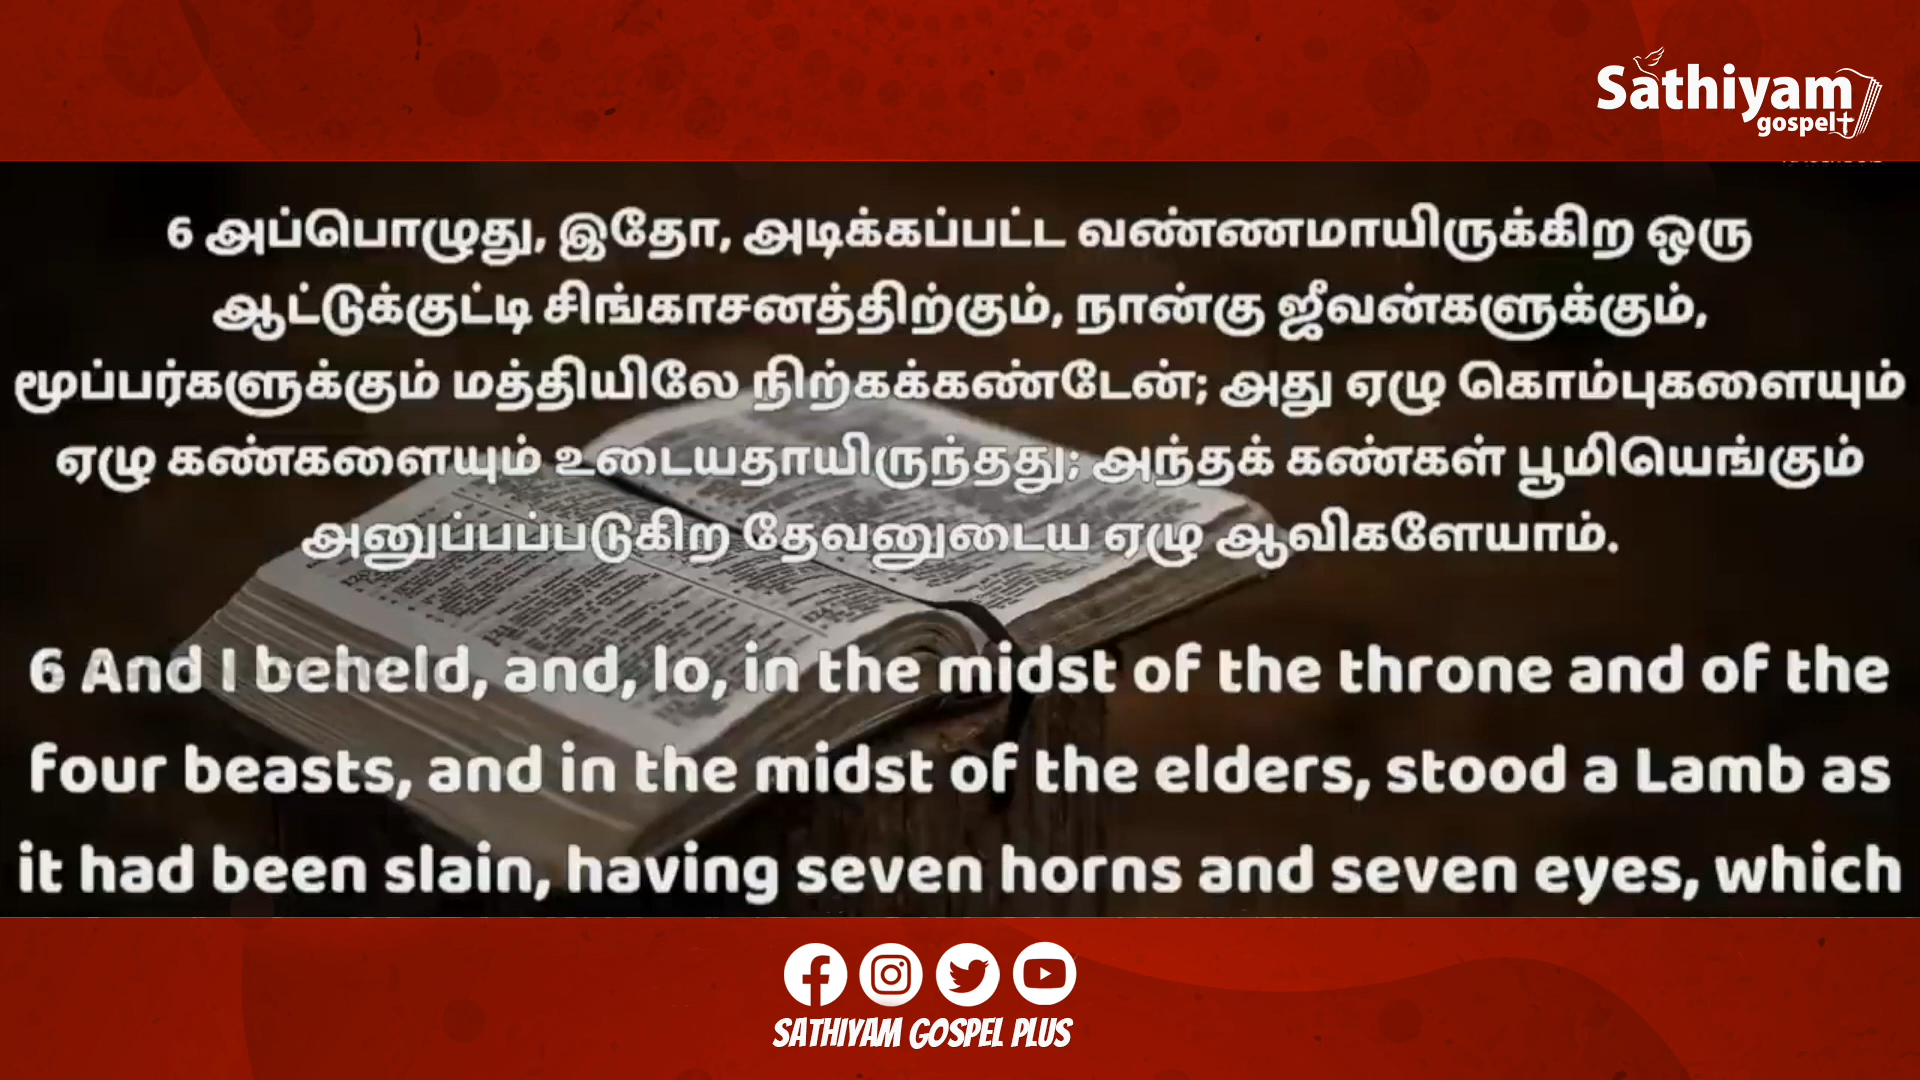 Sathiyam
gospel
6 அப்பொழுது, இதோ, அடிக்கப்பட்ட வண்ணமாயிருக்கிற ஒரு
ஆட்டுக்குட்டி சிங்காசனத்திற்கும், நான்கு ஜீவன்களுக்கும்,
மூப்பர்களுக்கும் மத்தியிலே நிற்கக்கண்டேன்; அது ஏழு கொம்புகளையும்
ஏழு கண்களையும் உடையதாயிருந்தது; அந்தக் கண்கள் பூமியெங்கும்
அனுப்பப்படுகிற தேவனுடைய ஏழு ஆவிகளேயாம்.
6 And I beheld, and, lo, in the midst of the throne and of the
four beasts, and in the midst of the elders, stood a Lamb as
it had been slain, having seven horns and seven eyes, which
SATHIYAM GOSPEL PLUS